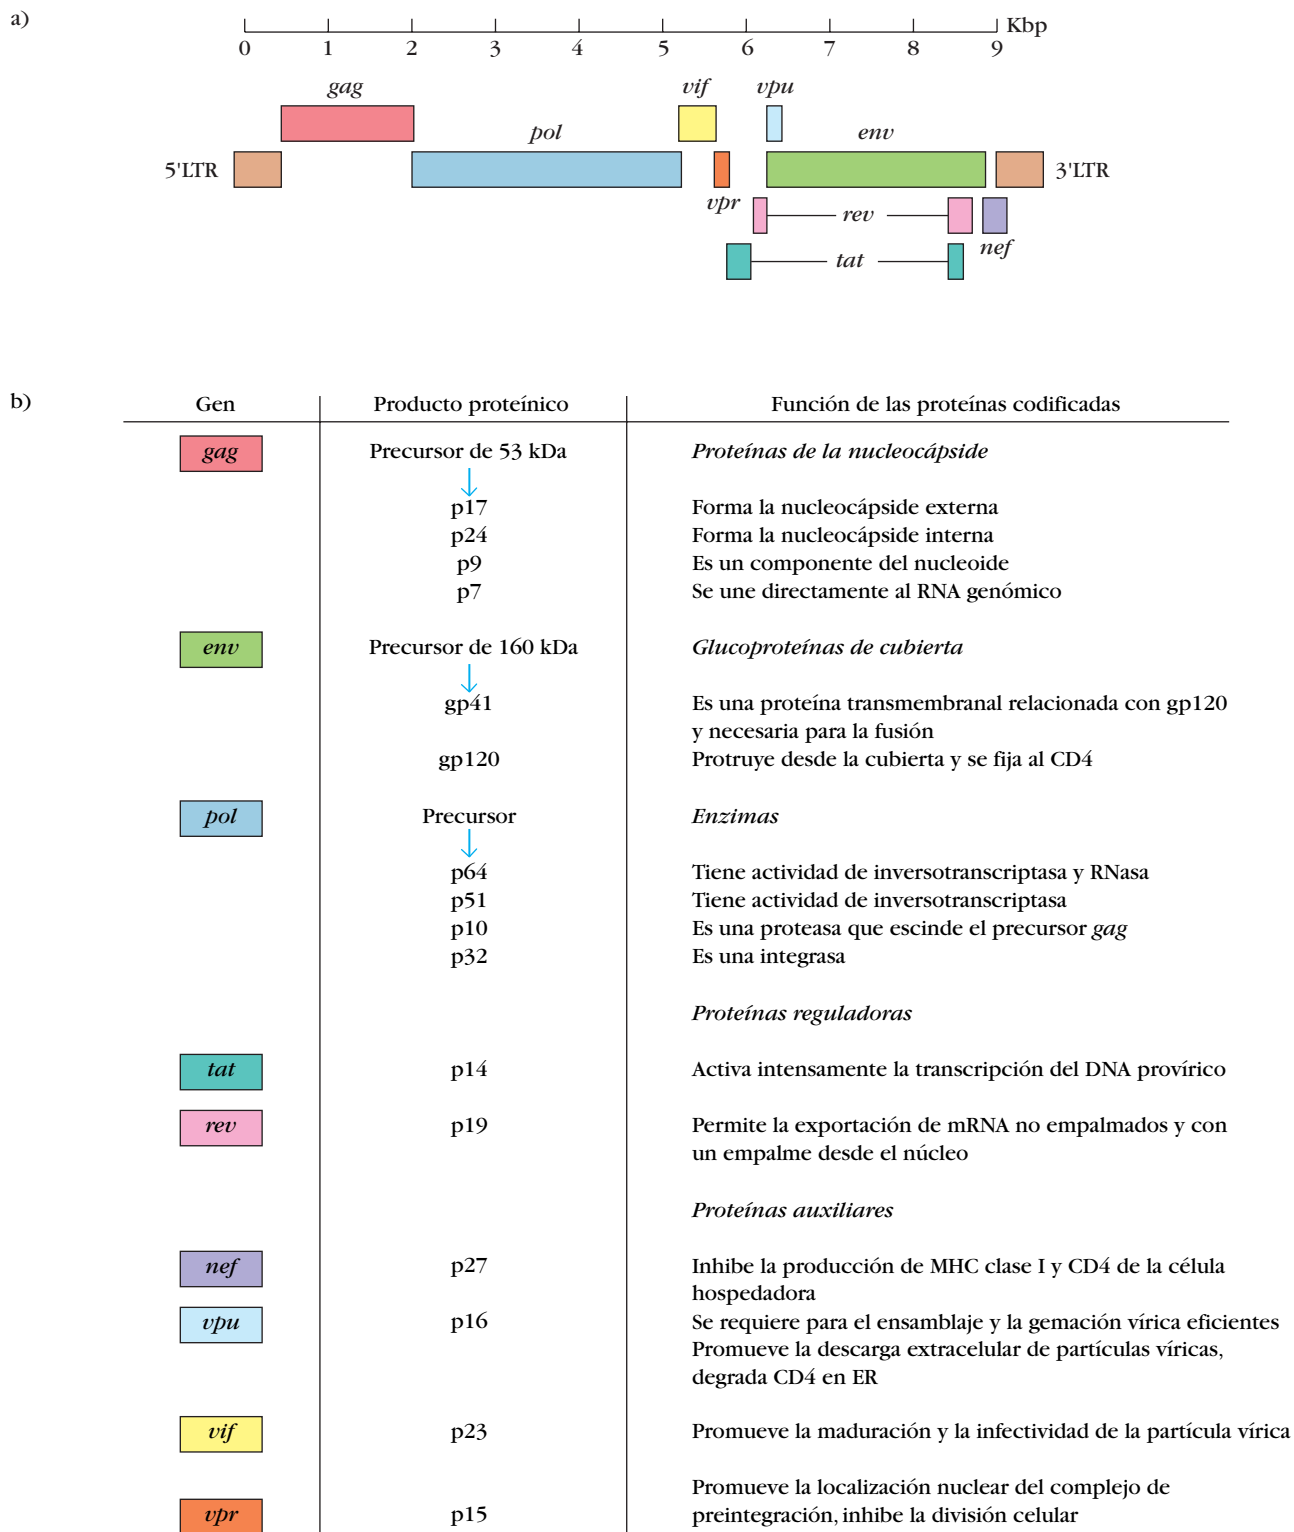 a)
Kbp
0 1 2 3 4 5 6 7 8 9
gag
vif
vpu
pol
env
5'LTR
3'LTR
vpr
rev
nef
tat
b)
Gen Producto proteínico Función de las proteínas codificadas
gag Precursor de 53 kDa Proteínas de la nucleocápside
p17 Forma la nucleocápside externa
p24 Forma la nucleocápside interna
p9 Es un componente del nucleoide
p7 Se une directamente al RNA genómico
env Precursor de 160 kDa Glucoproteínas de cubierta
gp41 Es una proteína transmembranal relacionada con gp120
y necesaria para la fusión
gp120 Protruye desde la cubierta y se fija al CD4
pol Precursor Enzimas
p64 Tiene actividad de inversotranscriptasa y RNasa
p51 Tiene actividad de inversotranscriptasa
p10 Es una proteasa que escinde el precursor gag
p32 Es una integrasa
Proteínas reguladoras
tat p14 Activa intensamente la transcripción del DNA provírico
rev p19 Permite la exportación de mRNA no empalmados y con
un empalme desde el núcleo
Proteínas auxiliares
nef p27 Inhibe la producción de MHC clase I y CD4 de la célula
hospedadora
vpu p16 Se requiere para el ensamblaje y la gemación vírica eficientes
Promueve la descarga extracelular de partículas víricas,
degrada CD4 en ER
vif p23 Promueve la maduración y la infectividad de la partícula vírica
Promueve la localización nuclear del complejo de
vpr p15 preintegración, inhibe la división celular